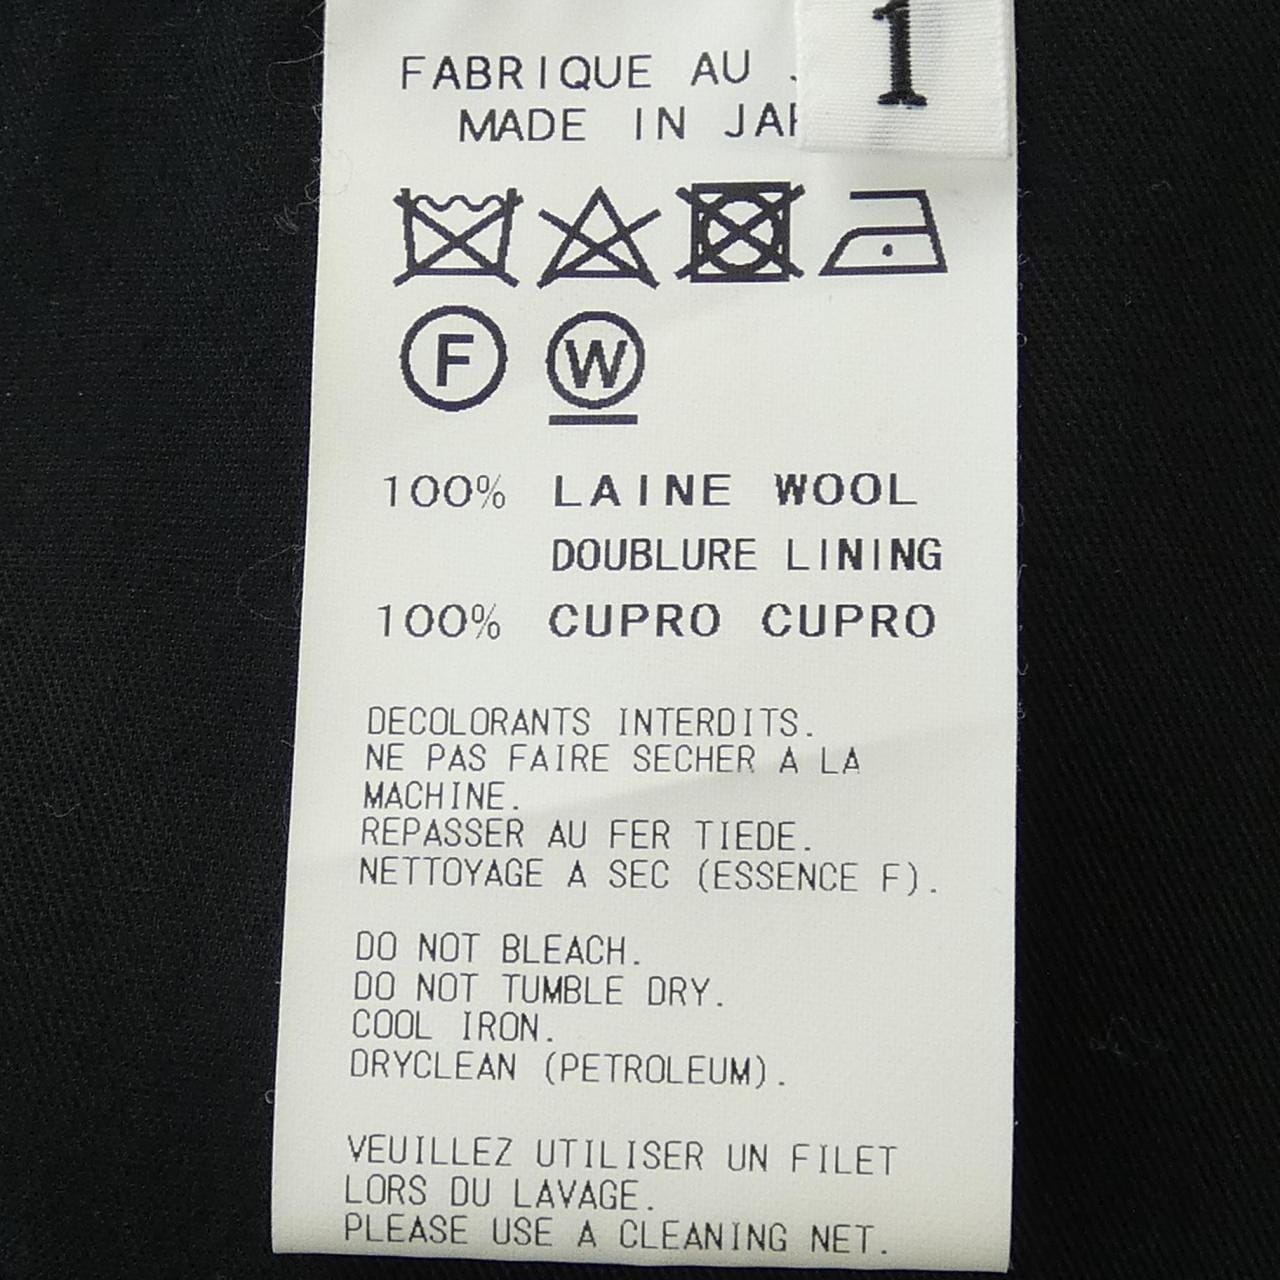 1
FABRIQUE AU
MADE IN
F W
100% LAINE WOOL
DOUBLURE LINING
100% CUPRO CUPRO
DECOLORANTS INTERDITS.
NE PAS FAIRE SECHER A LA
MACHINE.
REPASSER AU FER TIEDE.
NETTOYAGE A SEC (ESSENCE F).
DO NOT BLEACH.
DO NOT TUMBLE DRY.
COOL IRON.
DRYCLEAN (PETROLEUM).
VEUILLEZ UTILISER UN FILET
LORS DU LAVAGE.
PLEASE USE A CLEANING NET.